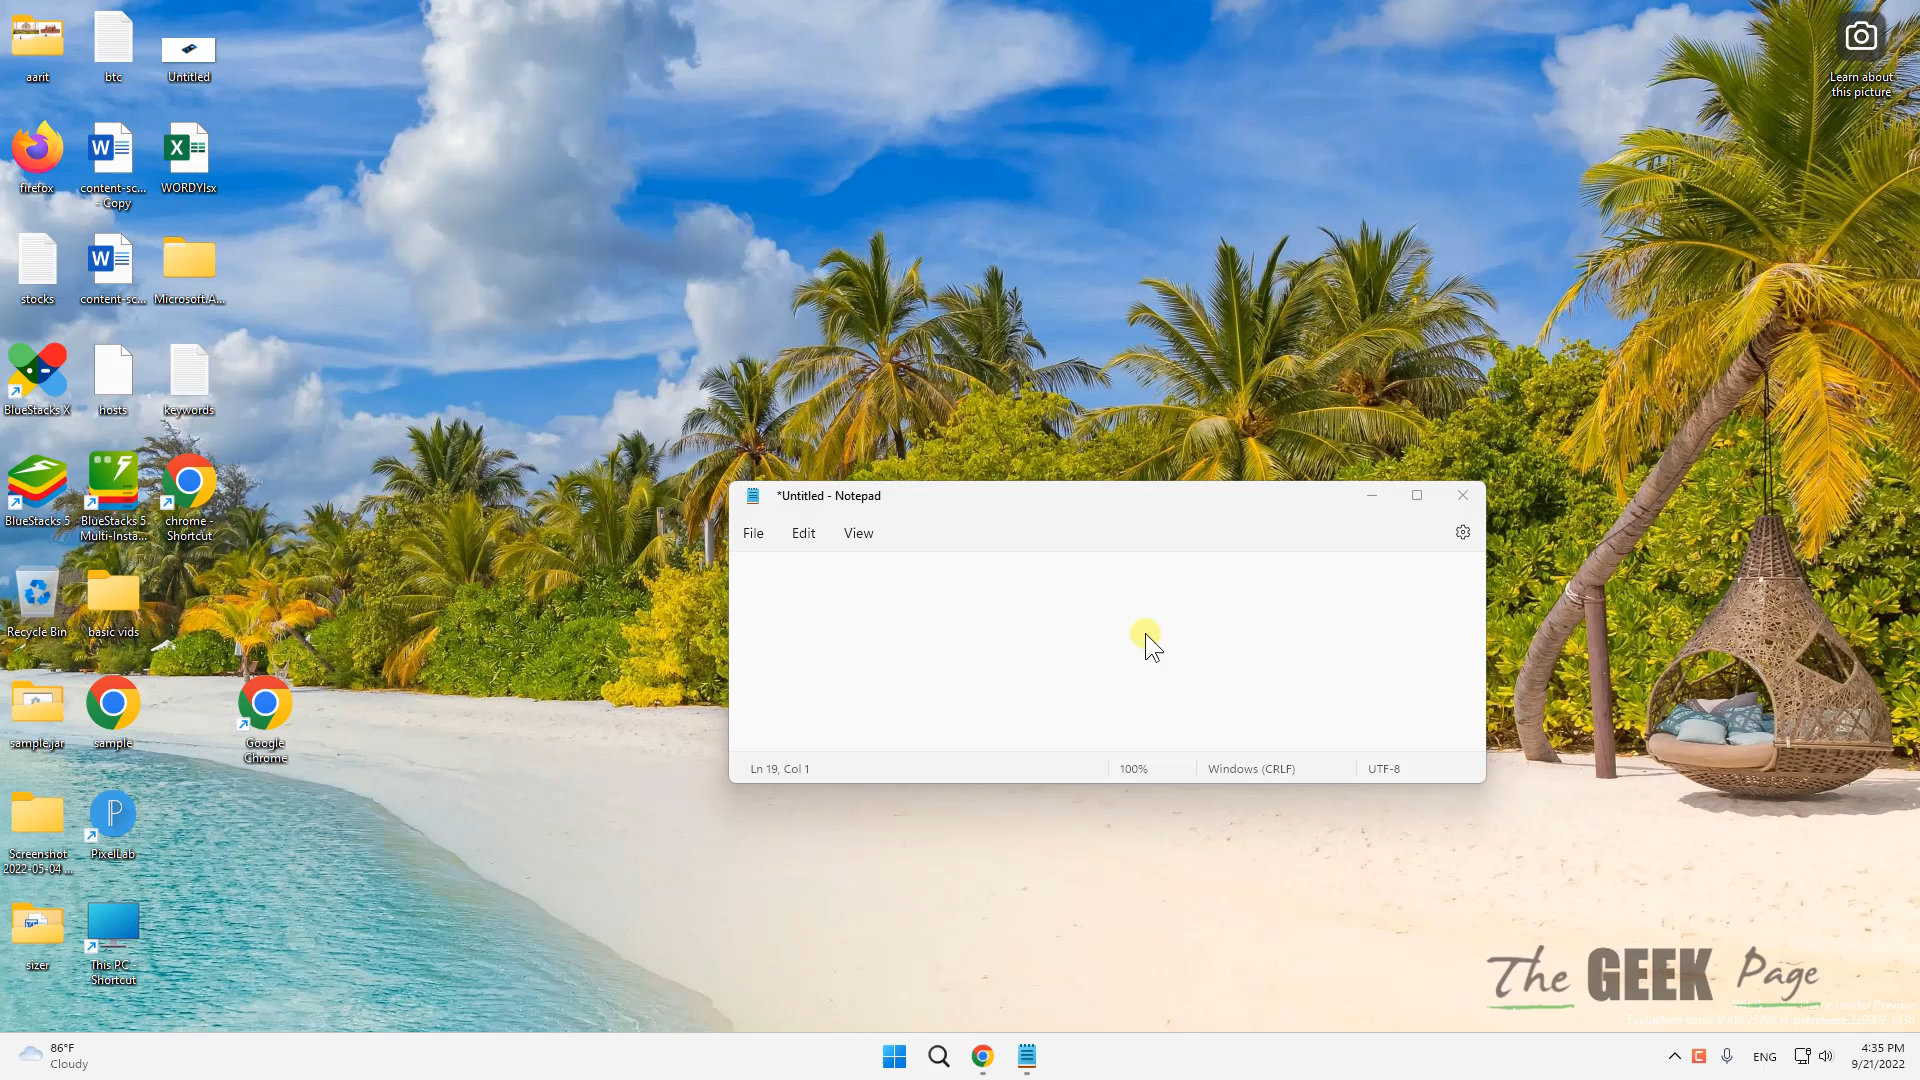 aarit
btc
Untitled
Learn about
this picture
firefox
content-sc...
- Copy
WORDYlsx
stocks
content-sc...
Microsoft.A...
BlueStacks X
hosts
keywords
BlueStacks 5
BlueStacks 5
Multi-Insta...
chrome -
Shortcut
*Untitled - Notepad
File
Edit
View
Recycle Bin
basic vids
sample.jar
sample
Google
Chrome
Ln 19, Col 1
100%
Windows (CRLF)
UTF-8
Screenshot
2022-05-04 ...
PixelLab
sizer
This PC -
Shortcut
The GEEK Page
86°F
Cloudy
ENG
4:35 PM
9/21/2022